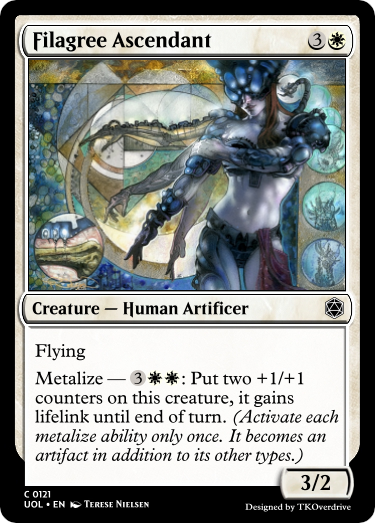 Filagree Ascendant 3
Creature — Human Artificer
Flying
Metalize — 3: Put two +1/+1
counters on this creature, it gains
lifelink until end of turn. (Activate each
metalize ability only once. It becomes an
artifact in addition to its other types.)
3/2
C 0121
UOL • EN Terese Nielsen
Designed by TKOverdrive